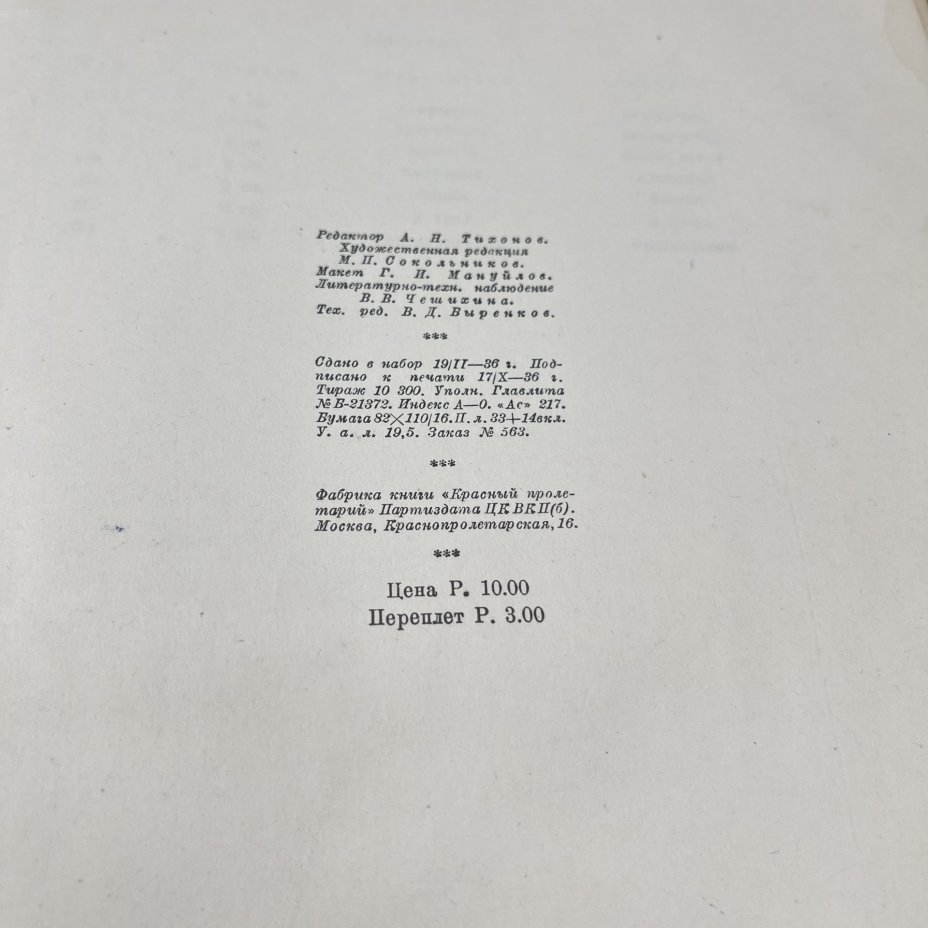 Редактор А. Н. Тихонов.
Художественная редакция
М. П. Сокольников.
Макет Г. И. Мануйлов.
Литературно-техн. наблюдение
В. В. Чешихина.
Тех. ред. В. Д. Выренков.
***
Сдано в набор 19/II—36 г. Под-
писано к печати 17/X—36 г.
Тираж 10 300. Уполн. Главлита
№ Б-21372. Индекс А—0. «Ас» 217.
Бумага 82×110/16. П. л. 33+14вкл.
У. а. л. 19,5. Заказ № 563.
***
Фабрика книги «Красный проле-
тарий» Партиздата ЦК ВКП(б).
Москва, Краснопролетарская, 16.
***
Цена Р. 10.00
Переплет Р. 3.00